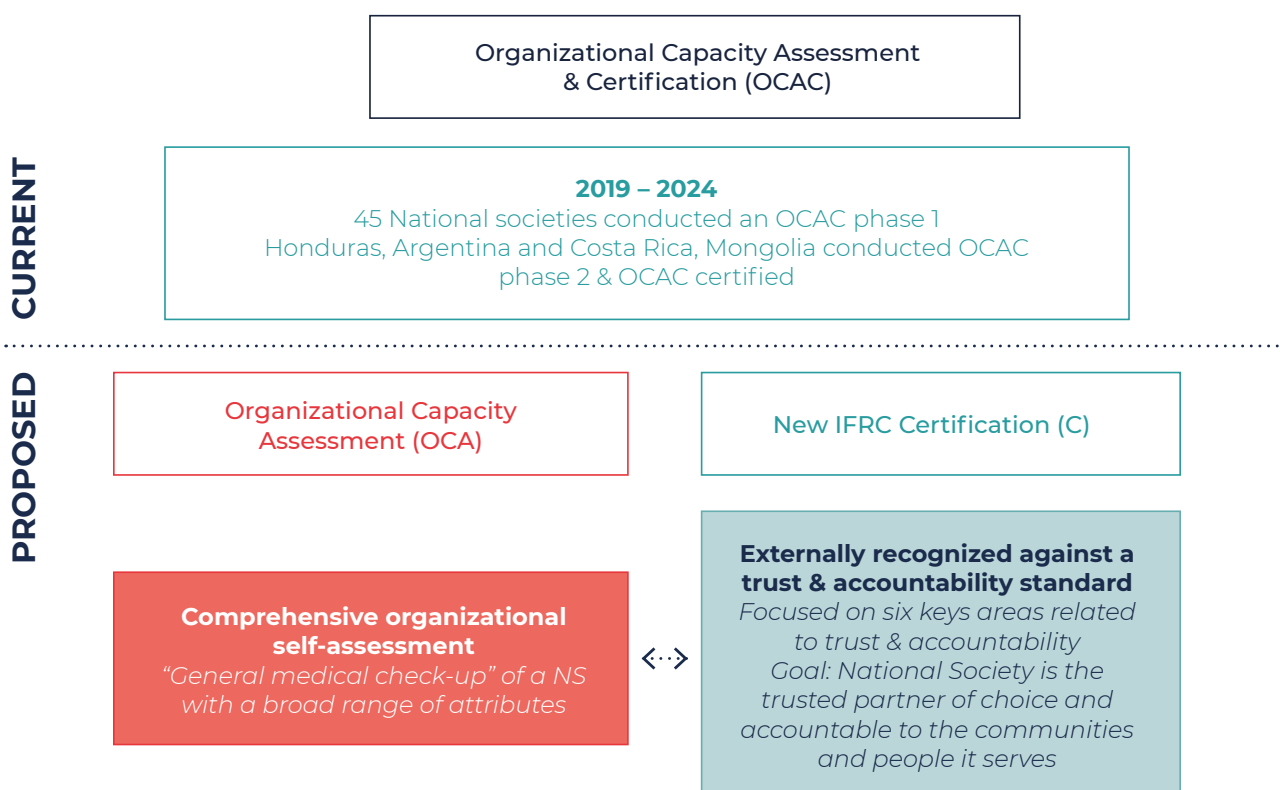 Organizational Capacity Assessment
& Certification (OCAC)
CURRENT
2019 – 2024
45 National societies conducted an OCAC phase 1
Honduras, Argentina and Costa Rica, Mongolia conducted OCAC
phase 2 & OCAC certified
PROPOSED
Organizational Capacity
Assessment (OCA)
New IFRC Certification (C)
Comprehensive organizational
self-assessment
“General medical check-up” of a NS
with a broad range of attributes
Externally recognized against a
trust & accountability standard
Focused on six keys areas related
to trust & accountability
Goal: National Society is the
trusted partner of choice and
accountable to the communities
and people it serves